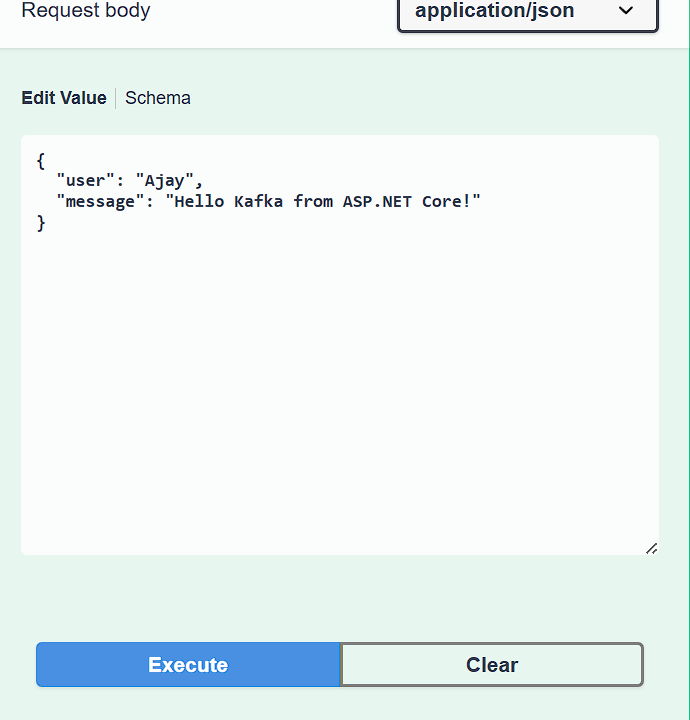 Request body
application/json
Edit Value
Schema
{
  "user": "Ajay",
  "message": "Hello Kafka from ASP.NET Core!"
}
Execute
Clear